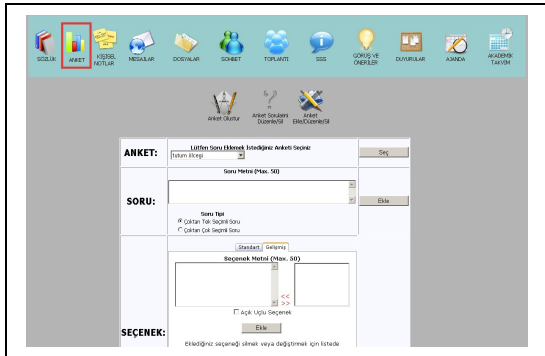 SÖZLÜK
ANKET
KİŞİSEL NOTLAR
MESAJLAR
DOSYALAR
SOHBET
TOPLANTI
SSS
GÖRÜŞ VE ÖNERİLER
DUYURULAR
AJANDA
AKADEMİK TAKVİM
Anket Oluştur
Anket Sorularını Düzenle/Sil
Anket Ekle/Düzenle/Sil
ANKET:
Lütfen Soru Eklemek İstediğiniz Anketi Seçiniz
tutum ölçegi
Seç
Soru Metni (Max. 50)
SORU:
Ekle
Soru Tipi
Çoktan Tek Seçimli Soru
Çoktan Çok Seçimli Soru
Standart
Gelişmiş
Seçenek Metni (Max. 50)
<<
>>
Açık Uçlu Seçenek
Ekle
SEÇENEK:
Eklediğiniz seçeneği silmek veya değiştirmek için listede